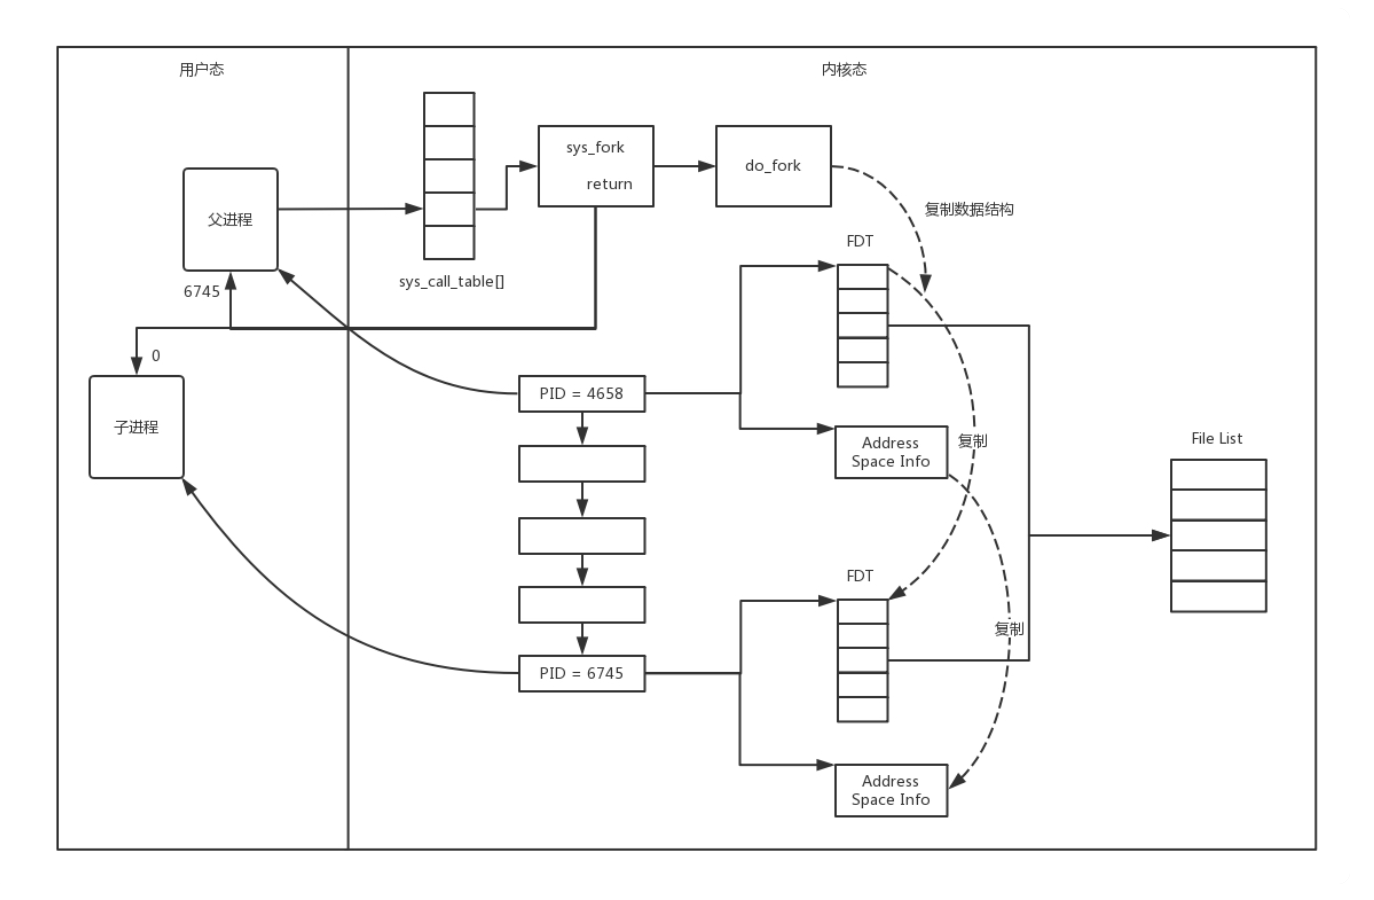 用户态
内核态
sys_fork
return
do_fork
父进程
复制数据结构
FDT
sys_call_table[]
6745
0
子进程
PID = 4658
Address
Space Info
复制
File List
FDT
复制
PID = 6745
Address
Space Info